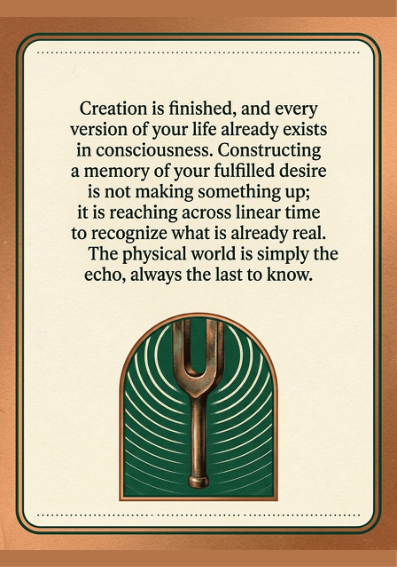 Creation is finished, and every
version of your life already exists
in consciousness. Constructing
a memory of your fulfilled desire
is not making something up;
it is reaching across linear time
to recognize what is already real.
The physical world is simply the
echo, always the last to know.